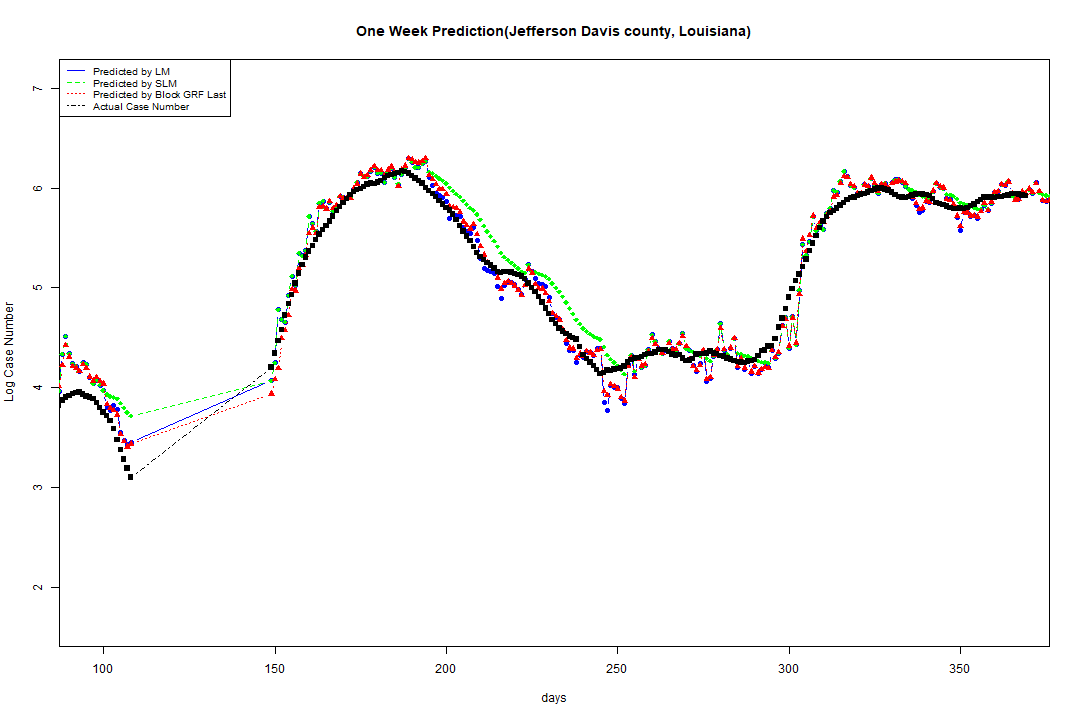 One Week Prediction(Jefferson Davis county, Louisiana)
Predicted by LM
Predicted by SLM
Predicted by Block GRF Last
Actual Case Number
7
6
5
4
3
2
Log Case Number
100 150 200 250 300 350
days